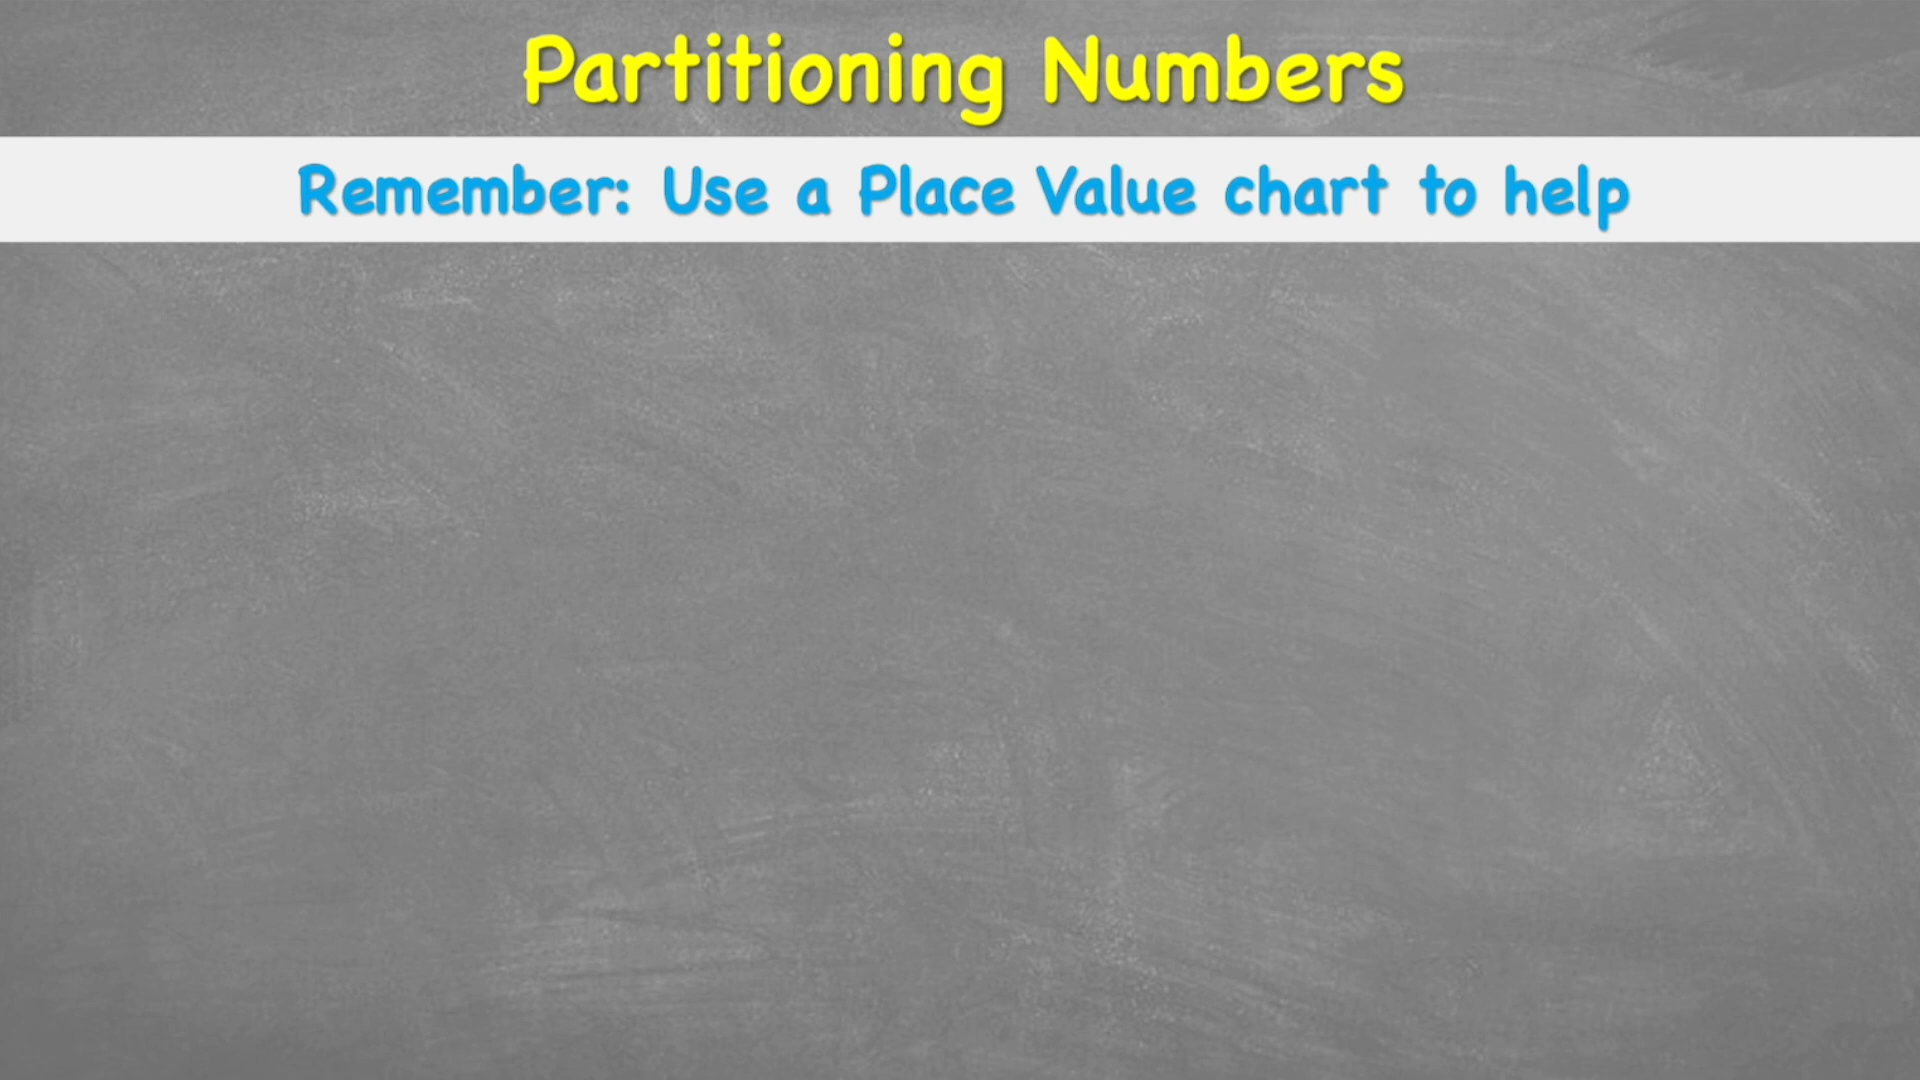 Partitioning Numbers
Remember: Use a Place Value chart to help